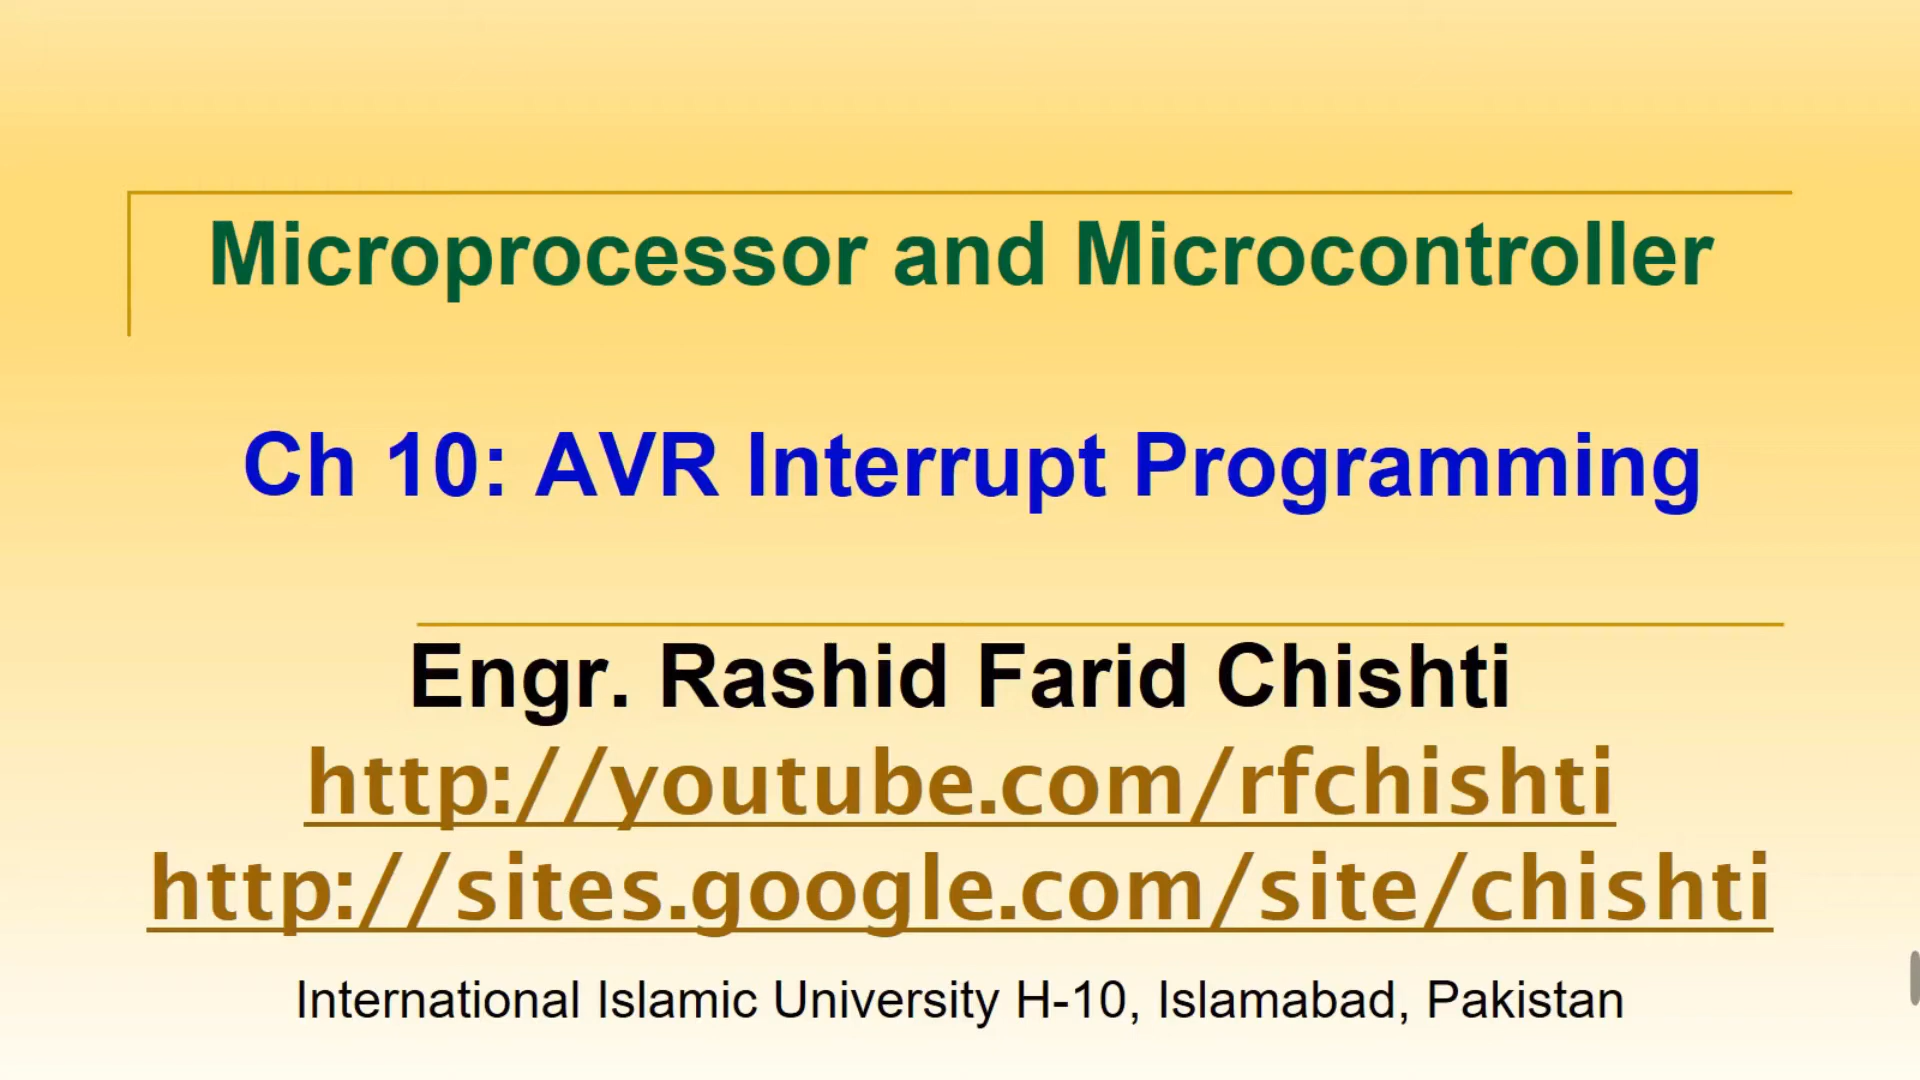 Microprocessor and Microcontroller
Ch 10: AVR Interrupt Programming
Engr. Rashid Farid Chishti
http://youtube.com/rfchishti
http://sites.google.com/site/chishti
International Islamic University H-10, Islamabad, Pakistan